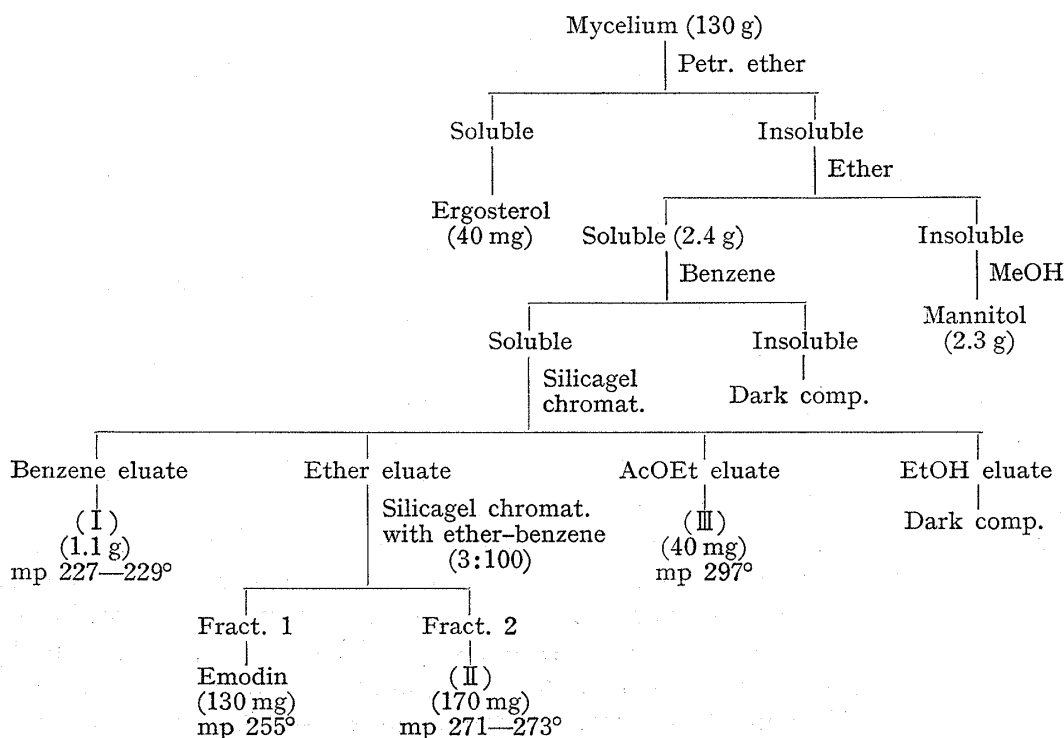 Mycelium (130 g)
Petr. ether
Soluble
Insoluble
Ether
Ergosterol
(40 mg)
Soluble (2.4 g)
Insoluble
Benzene
MeOH
Mannitol
(2.3 g)
Soluble
Insoluble
Silicagel
chromat.
Dark comp.
Benzene eluate
Ether eluate
AcOEt eluate
EtOH eluate
(Ⅰ)
(1.1 g)
mp 227—229°
Silicagel chromat.
with ether-benzene
(3:100)
(Ⅲ)
(40 mg)
mp 297°
Dark comp.
Fract. 1
Fract. 2
Emodin
(130 mg)
mp 255°
(Ⅱ)
(170 mg)
mp 271—273°